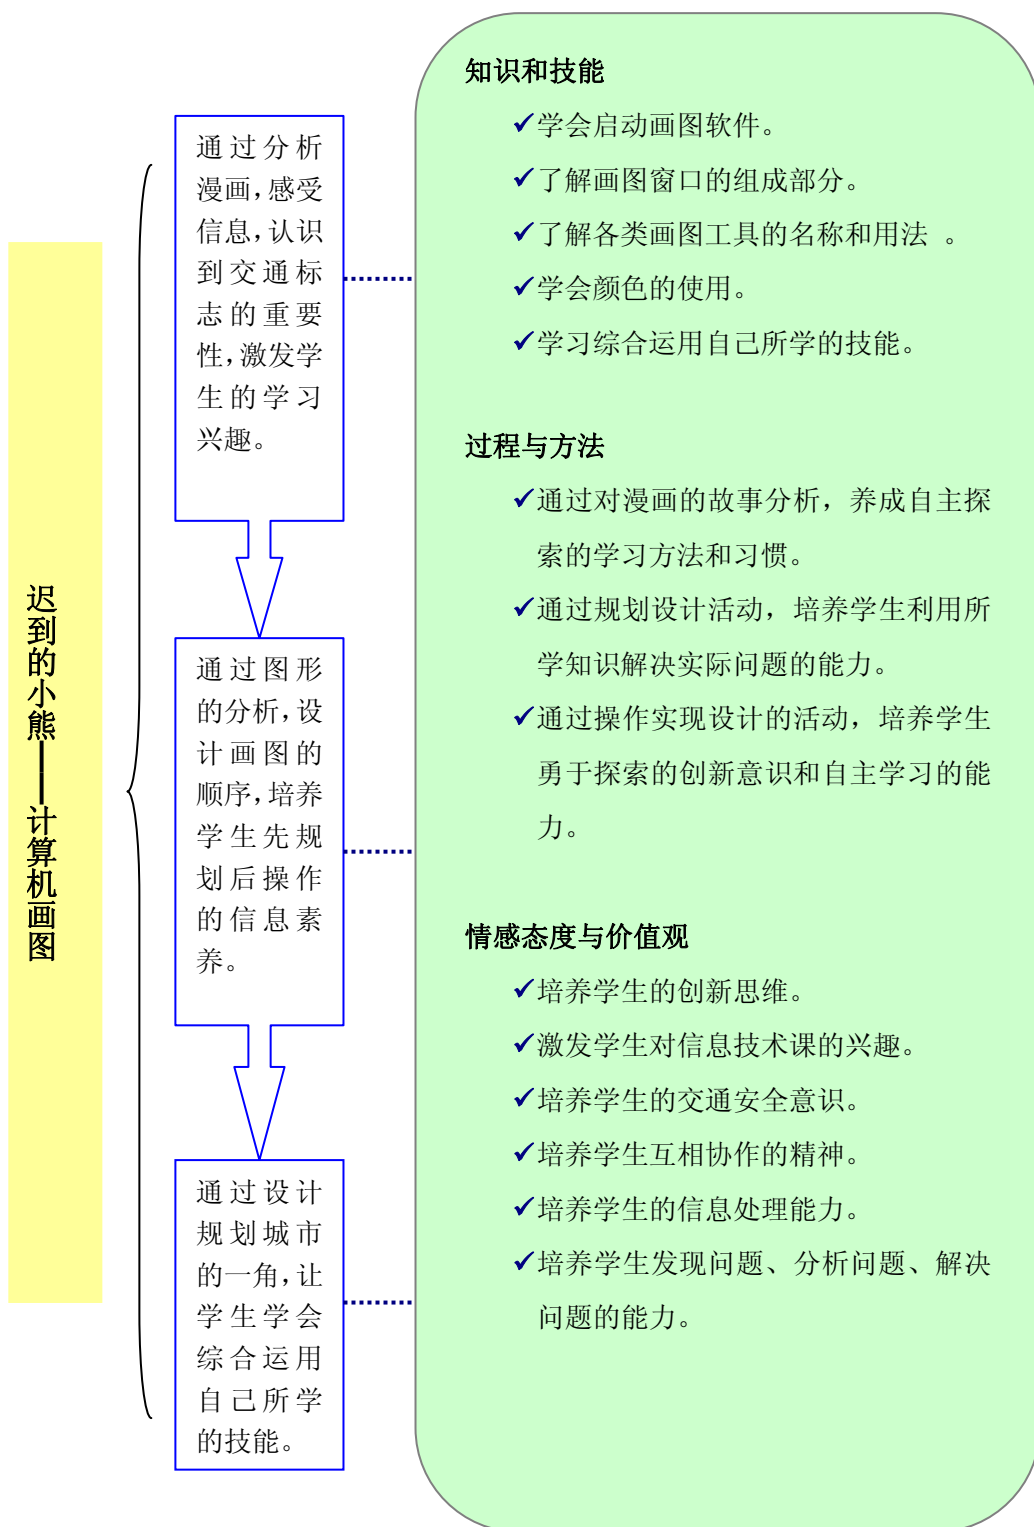 迟到的小熊——计算机画图
通过分析
漫画，感受
信息，认识
到交通标
志的重要
性，激发学
生的学习
兴趣。
通过图形
的分析，设
计画图的
顺序，培养
学生先规
划后操作
的信息素
养。
通过设计
规划城市
的一角，让
学生学会
综合运用
自己所学
的技能。
知识和技能
✓学会启动画图软件。
✓了解画图窗口的组成部分。
✓了解各类画图工具的名称和用法 。
✓学会颜色的使用。
✓学习综合运用自己所学的技能。
过程与方法
✓通过对漫画的故事分析，养成自主探
索的学习方法和习惯。
✓通过规划设计活动，培养学生利用所
学知识解决实际问题的能力。
✓通过操作实现设计的活动，培养学生
勇于探索的创新意识和自主学习的能
力。
情感态度与价值观
✓培养学生的创新思维。
✓激发学生对信息技术课的兴趣。
✓培养学生的交通安全意识。
✓培养学生互相协作的精神。
✓培养学生的信息处理能力。
✓培养学生发现问题、分析问题、解决
问题的能力。